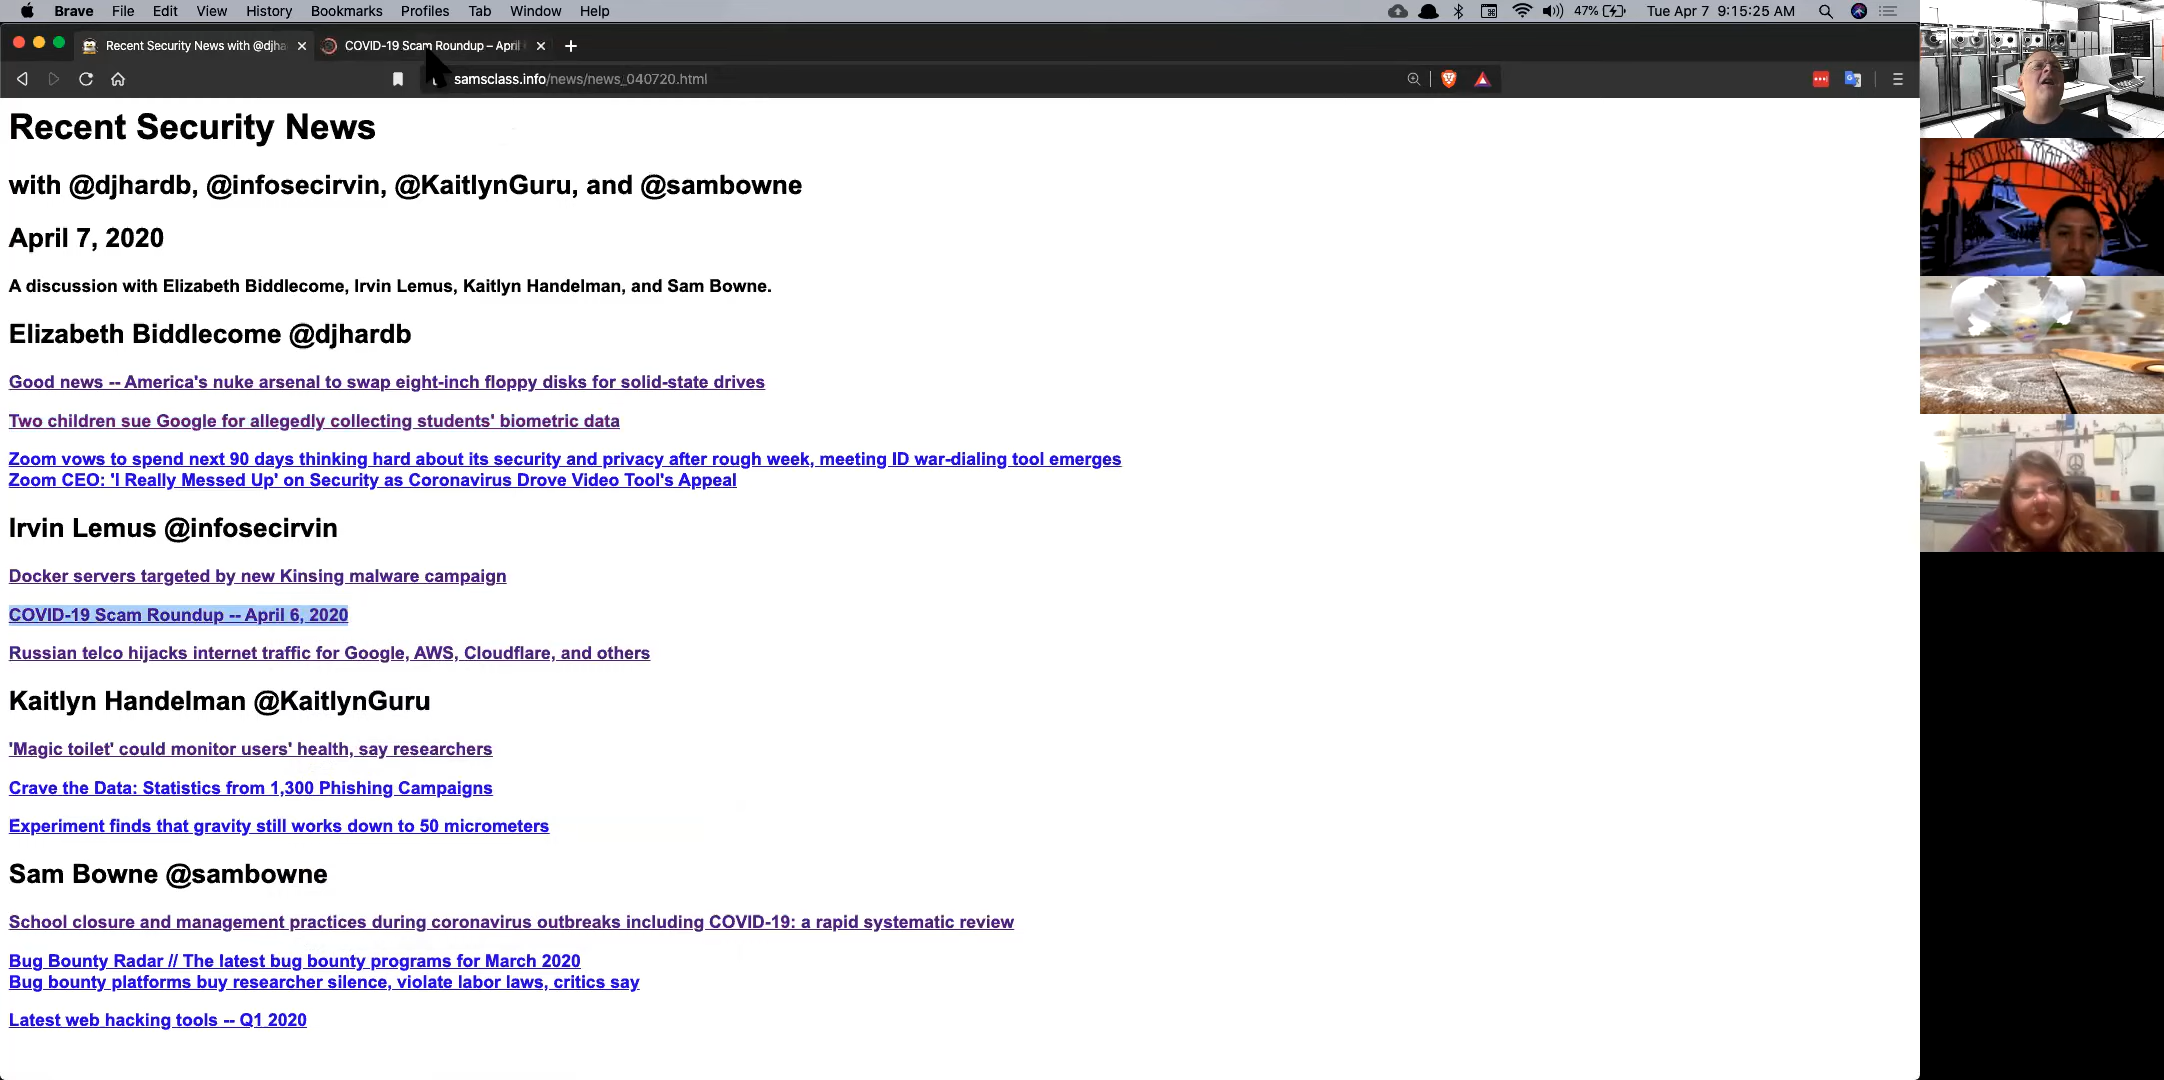 Brave File Edit View History Bookmarks Profiles Tab Window Help 47% Tue Apr 7 9:15:25 AM
Recent Security News with @djha COVID-19 Scam Roundup – April
samsclass.info/news/news_040720.html
Recent Security News
with @djhardb, @infosecirvin, @KaitlynGuru, and @sambowne
April 7, 2020
A discussion with Elizabeth Biddlecome, Irvin Lemus, Kaitlyn Handelman, and Sam Bowne.
Elizabeth Biddlecome @djhardb
Good news -- America's nuke arsenal to swap eight-inch floppy disks for solid-state drives
Two children sue Google for allegedly collecting students' biometric data
Zoom vows to spend next 90 days thinking hard about its security and privacy after rough week, meeting ID war-dialing tool emerges
Zoom CEO: 'I Really Messed Up' on Security as Coronavirus Drove Video Tool's Appeal
Irvin Lemus @infosecirvin
Docker servers targeted by new Kinsing malware campaign
COVID-19 Scam Roundup -- April 6, 2020
Russian telco hijacks internet traffic for Google, AWS, Cloudflare, and others
Kaitlyn Handelman @KaitlynGuru
'Magic toilet' could monitor users' health, say researchers
Crave the Data: Statistics from 1,300 Phishing Campaigns
Experiment finds that gravity still works down to 50 micrometers
Sam Bowne @sambowne
School closure and management practices during coronavirus outbreaks including COVID-19: a rapid systematic review
Bug Bounty Radar // The latest bug bounty programs for March 2020
Bug bounty platforms buy researcher silence, violate labor laws, critics say
Latest web hacking tools -- Q1 2020